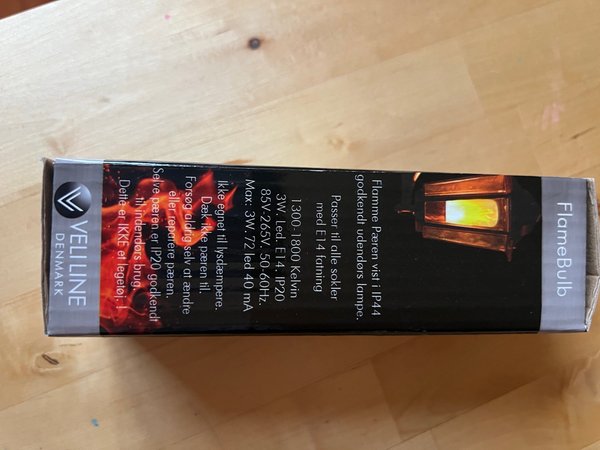 FlameBulb
Flamme Pæren vist i IP44
godkendt udendørs lampe.
Passer til alle sokler
med E14 fatning
1300-1800 Kelvin
3W. Led. E14. IP20
85V-265V. 50-60Hz.
Max: 3W-72 led 40 mA
Ikke egnet til lysdæmpere.
Dæk ikke pæren til.
Forsøg aldrig selv at ændre
eller reparere pæren.
Selve pæren er IP20 godkendt
til indendørs brug.
Dette er IKKE et legetøj. !
VELI LINE
DENMARK